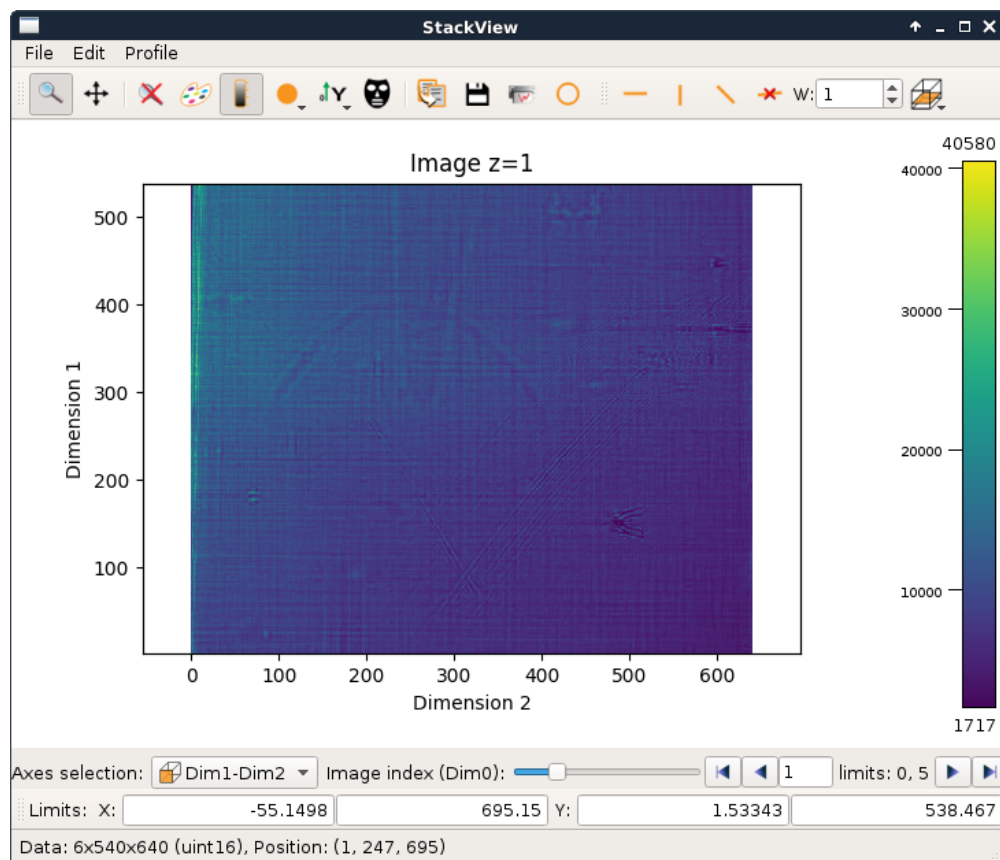 StackView
File Edit Profile
W: 1
Image z=1
40580
40000
30000
20000
10000
1717
500
400
300
200
100
Dimension 1
0 100 200 300 400 500 600
Dimension 2
Axes selection: Dim1-Dim2 Image index (Dim0): 1 limits: 0, 5
Limits: X: -55.1498 695.15 Y: 1.53343 538.467
Data: 6x540x640 (uint16), Position: (1, 247, 695)